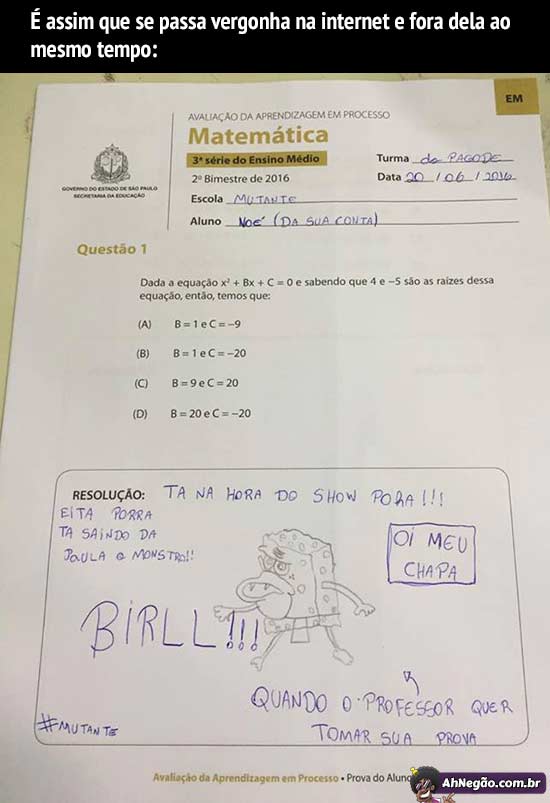 É assim que se passa vergonha na internet e fora dela ao
mesmo tempo:
EM
AVALIAÇÃO DA APRENDIZAGEM EM PROCESSO
Matemática
3ª série do Ensino Médio
2º Bimestre de 2016
Turma do PAGODE
Data 20 / 06 / 2016
GOVERNO DO ESTADO DE SÃO PAULO
SECRETARIA DA EDUCAÇÃO
Escola MUTANTE
Aluno NOÉ (DA SUA CONTA)
Questão 1
Dada a equação x² + Bx + C = 0 e sabendo que 4 e −5 são as raízes dessa
equação, então, temos que:
(A) B = 1 e C = −9
(B) B = 1 e C = −20
(C) B = 9 e C = 20
(D) B = 20 e C = −20
RESOLUÇÃO: TA NA HORA DO SHOW PORA!!!
EITA PORRA
TA SAINDO DA
JAULA O MONSTRO!!
OI MEU
CHAPA
BIRLL!!!
QUANDO O PROFESSOR QUER
TOMAR SUA PROVA
#MUTANTE
Avaliação da Aprendizagem em Processo • Prova do Aluno
AhNegão.com.br